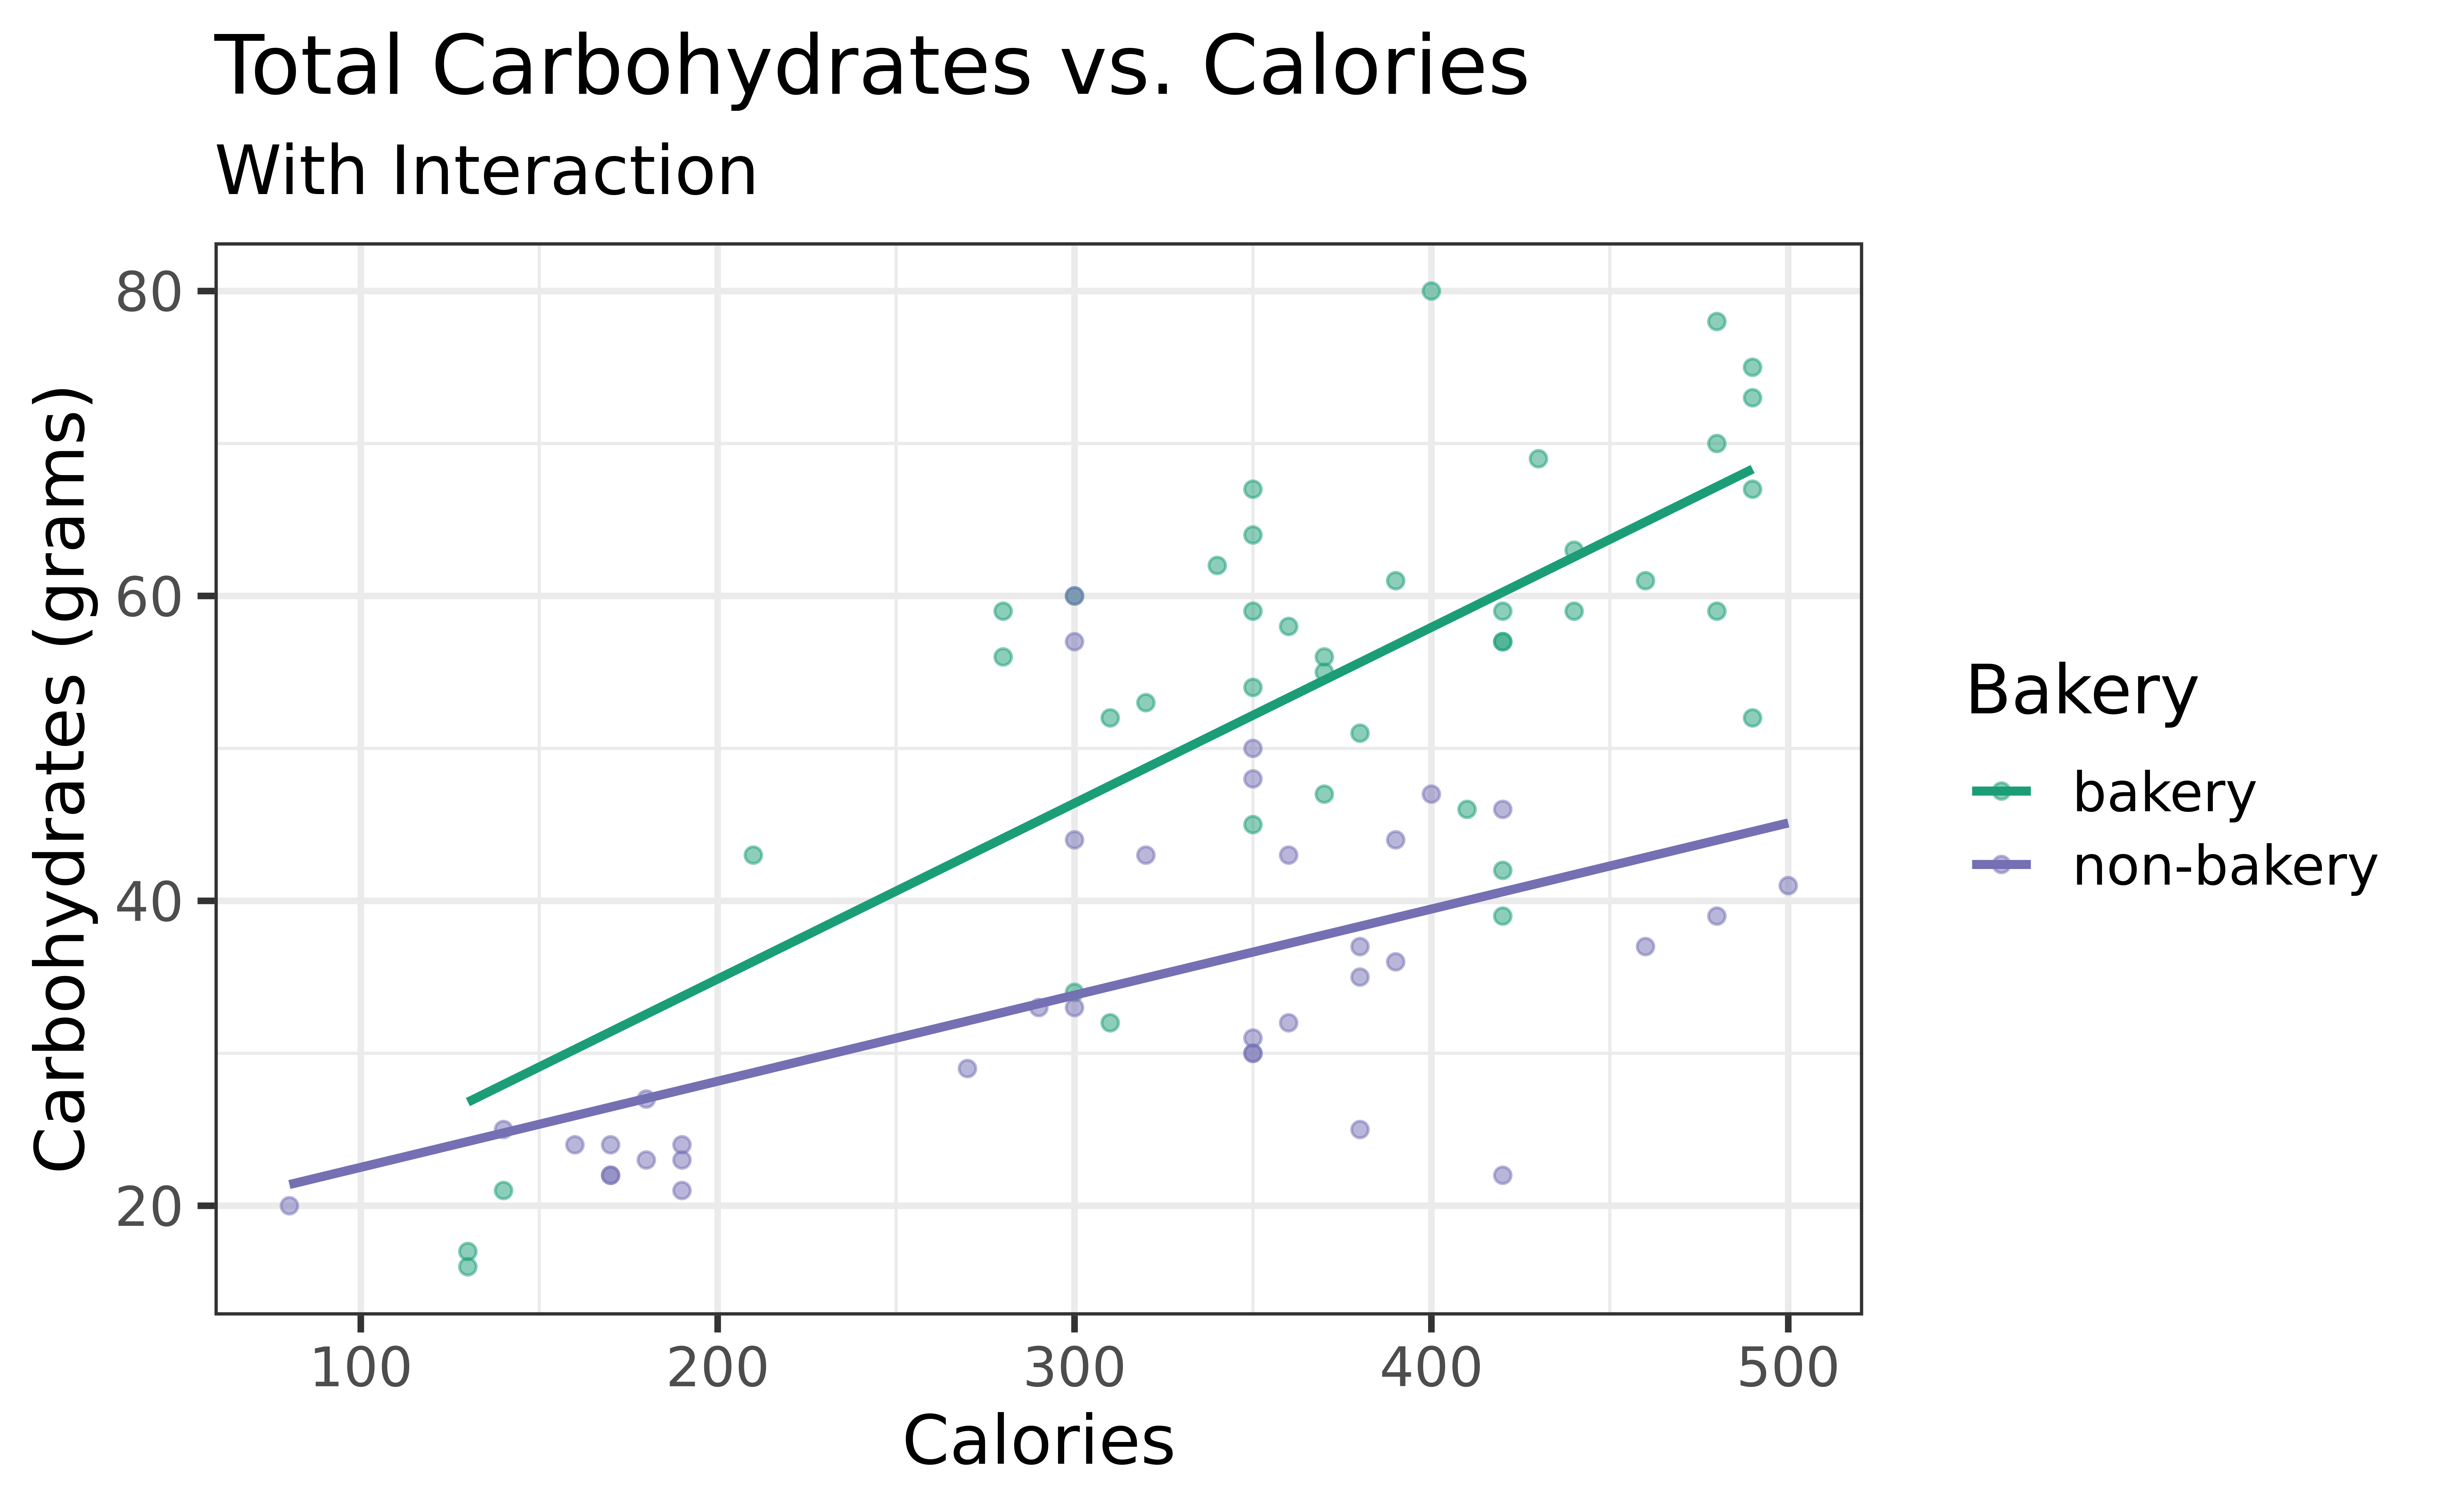 Total Carbohydrates vs. Calories
With Interaction
Carbohydrates (grams)
80
60
40
20
100 200 300 400 500
Calories
Bakery
bakery
non-bakery